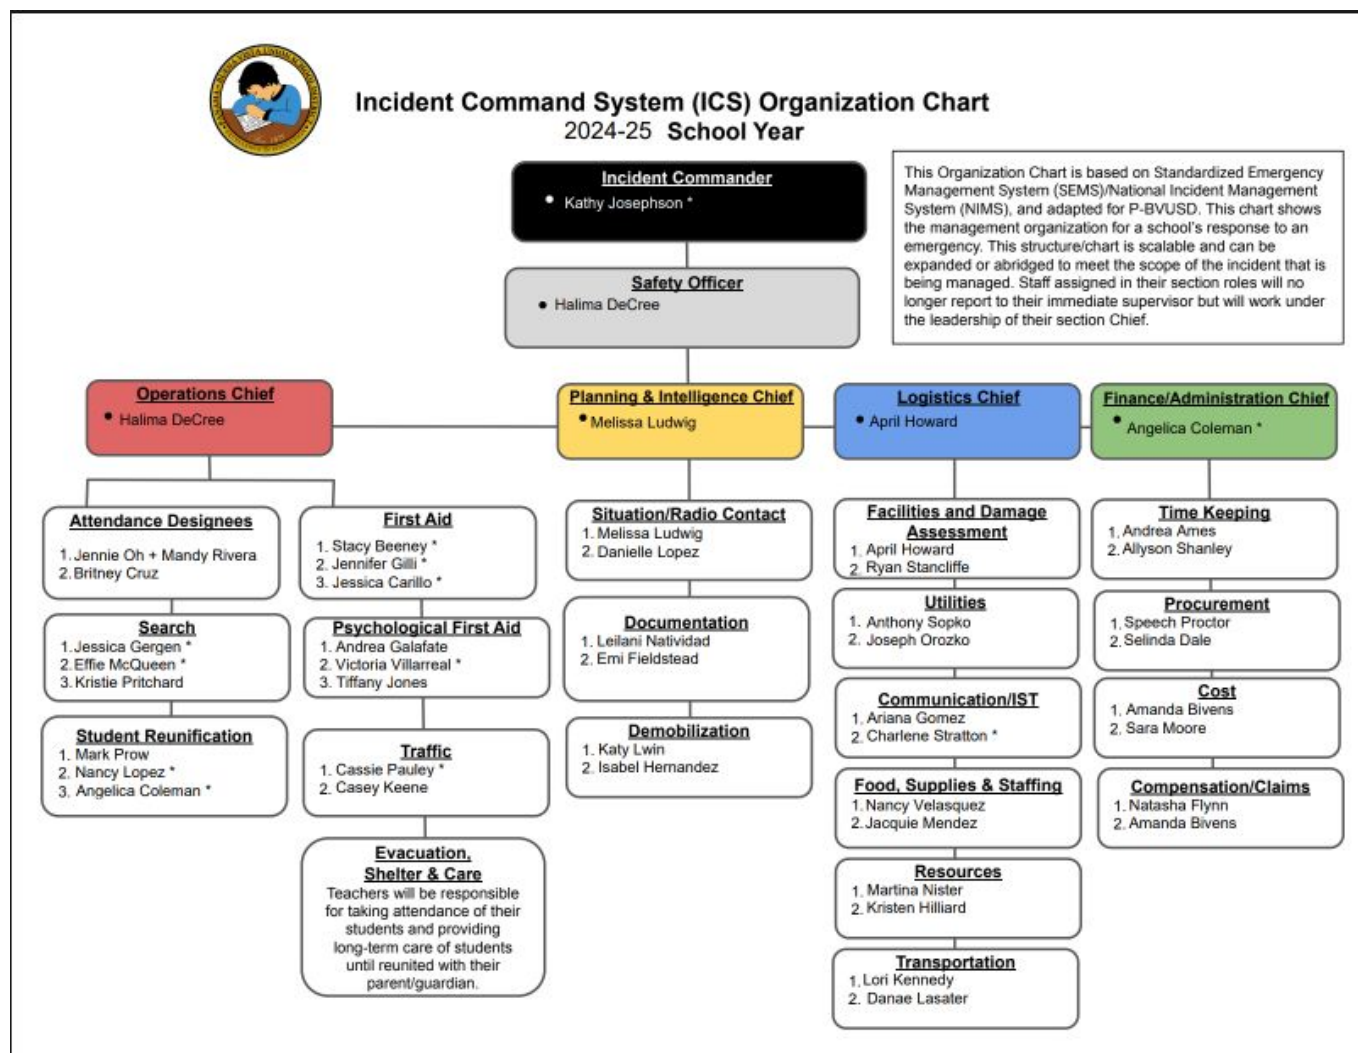 Incident Command System (ICS) Organization Chart
2024-25 School Year
Incident Commander
• Kathy Josephson *
This Organization Chart is based on Standardized Emergency
Management System (SEMS)/National Incident Management
System (NIMS), and adapted for P-BVUSD. This chart shows
the management organization for a school's response to an
emergency. This structure/chart is scalable and can be
expanded or abridged to meet the scope of the incident that is
being managed. Staff assigned in their section roles will no
longer report to their immediate supervisor but will work under
the leadership of their section Chief.
Safety Officer
• Halima DeCree
Operations Chief
• Halima DeCree
Planning & Intelligence Chief
• Melissa Ludwig
Logistics Chief
• April Howard
Finance/Administration Chief
• Angelica Coleman *
Attendance Designees
1. Jennie Oh + Mandy Rivera
2. Britney Cruz
Search
1. Jessica Gergen *
2. Effie McQueen *
3. Kristie Pritchard
Student Reunification
1. Mark Prow
2. Nancy Lopez *
3. Angelica Coleman *
First Aid
1. Stacy Beeney *
2. Jennifer Gilli *
3. Jessica Carillo *
Psychological First Aid
1. Andrea Galafate
2. Victoria Villarreal *
3. Tiffany Jones
Traffic
1. Cassie Pauley *
2. Casey Keene
Evacuation,
Shelter & Care
Teachers will be responsible
for taking attendance of their
students and providing
long-term care of students
until reunited with their
parent/guardian.
Situation/Radio Contact
1. Melissa Ludwig
2. Danielle Lopez
Documentation
1. Leilani Natividad
2. Emi Fieldstead
Demobilization
1. Katy Lwin
2. Isabel Hernandez
Facilities and Damage
Assessment
1. April Howard
2. Ryan Stancliffe
Utilities
1. Anthony Sopko
2. Joseph Orozko
Communication/IST
1. Ariana Gomez
2. Charlene Stratton *
Food, Supplies & Staffing
1. Nancy Velasquez
2. Jacquie Mendez
Resources
1. Martina Nister
2. Kristen Hilliard
Transportation
1. Lori Kennedy
2. Danae Lasater
Time Keeping
1. Andrea Ames
2. Allyson Shanley
Procurement
1. Speech Proctor
2. Selinda Dale
Cost
1. Amanda Bivens
2. Sara Moore
Compensation/Claims
1. Natasha Flynn
2. Amanda Bivens